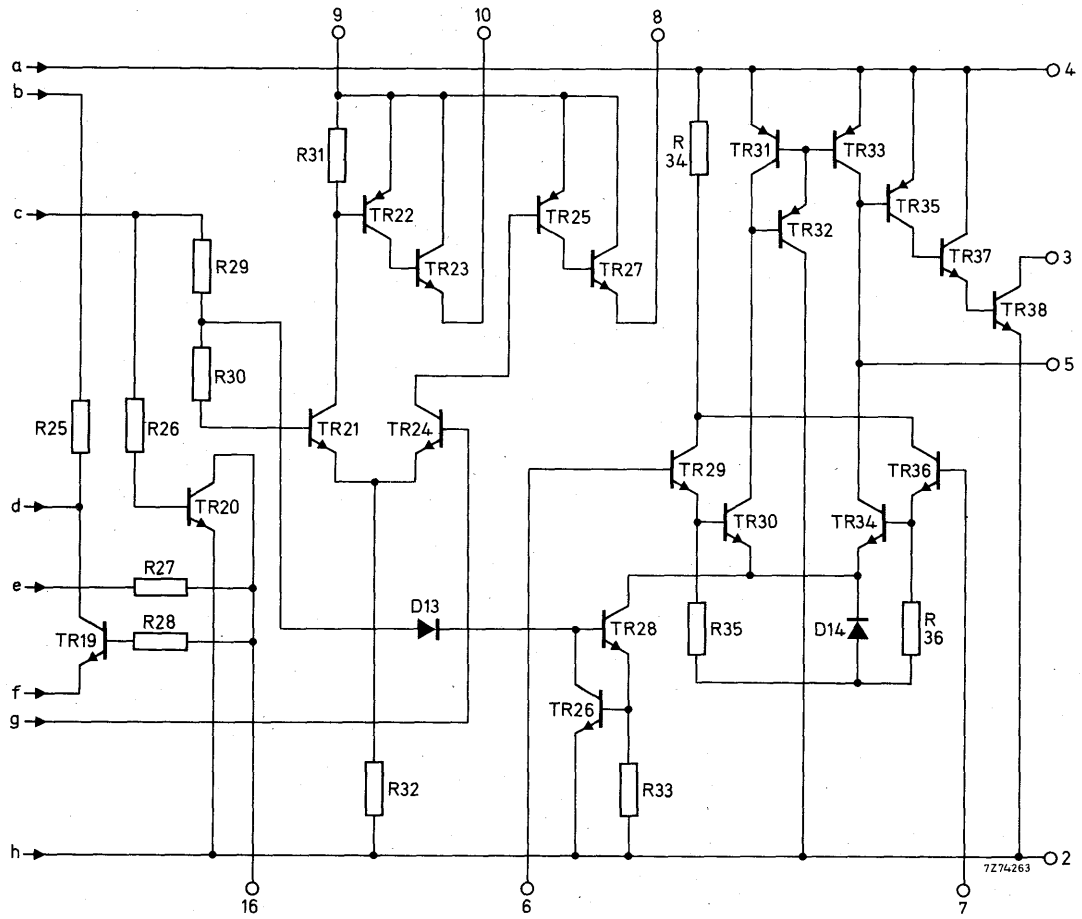 9
10
8
a
4
b
R31
R
34
TR31
TR33
c
TR22
TR25
TR35
TR32
R29
TR23
TR27
TR37
3
TR38
R30
5
R25
R26
TR21
TR24
TR29
TR36
d
TR20
TR30
TR34
R27
e
R28
D13
TR19
TR28
R35
D14
R
36
f
g
TR26
R32
R33
h
2
7Z74263
16
6
7